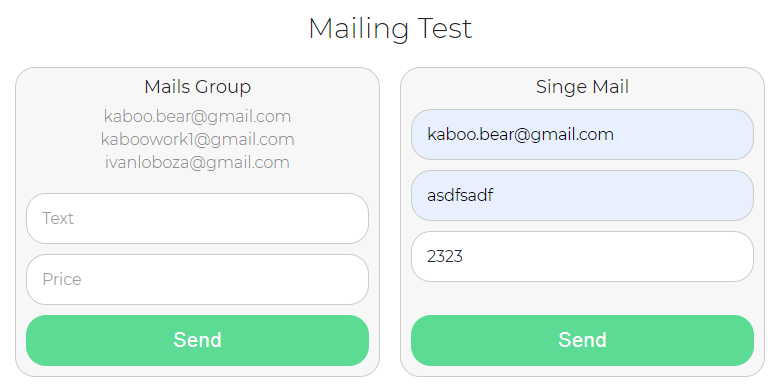 Mailing Test
Mails Group
kaboo.bear@gmail.com
kaboowork1@gmail.com
ivanloboza@gmail.com
Text
Price
Send
Singe Mail
kaboo.bear@gmail.com
asdfsadf
2323
Send